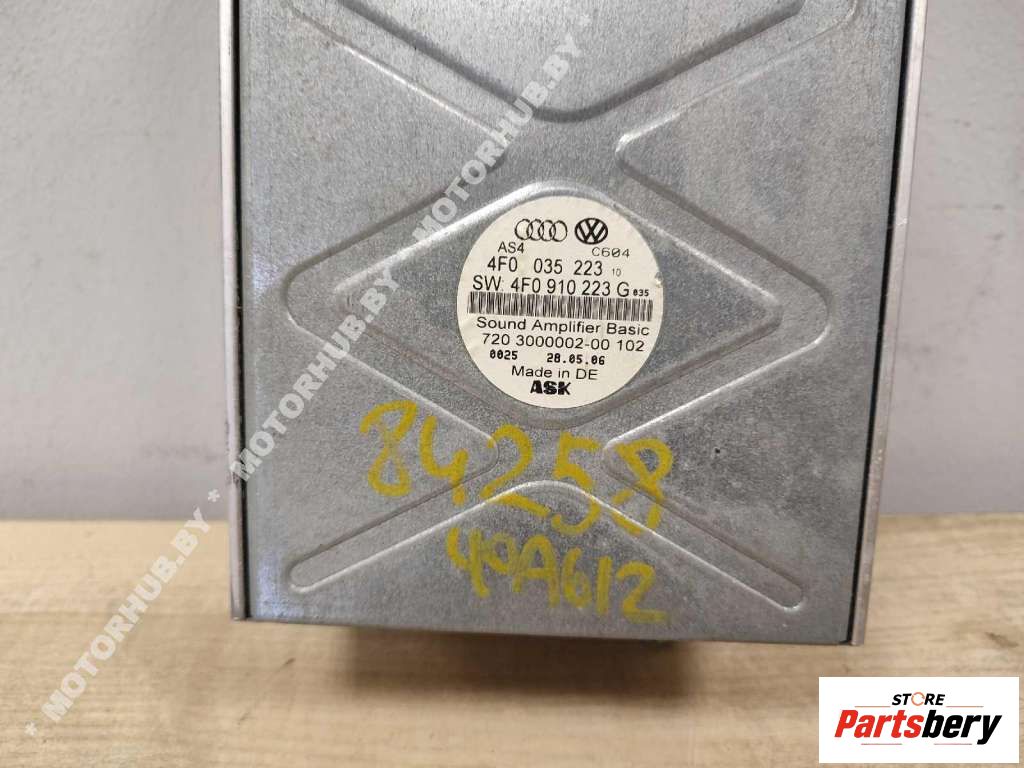 * MOTORHUB.BY * MOTORHUB.BY * MOTORHUB.BY *
AS4 C604
4F0 035 223 10
SW: 4F0 910 223 G 035
Sound Amplifier Basic
720 3000002-00 102
0025 28.05.06
Made in DE
ASK
84258
40A612
STORE
Partsbery